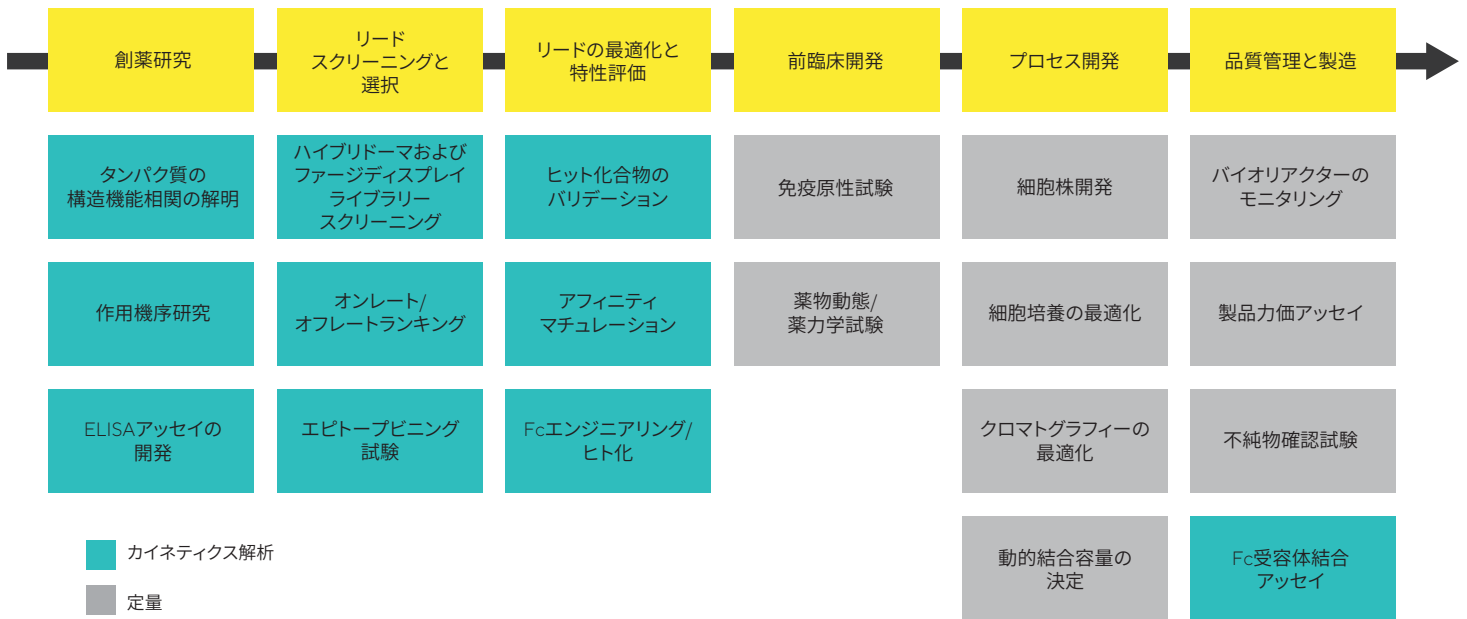 創薬研究
リード
スクリーニングと
選択
リードの最適化と
特性評価
前臨床開発
プロセス開発
品質管理と製造
タンパク質の
構造機能相関の解明
ハイブリドーマおよび
ファージディスプレイ
ライブラリー
スクリーニング
ヒット化合物の
バリデーション
免疫原性試験
細胞株開発
バイオリアクターの
モニタリング
作用機序研究
オンレート/
オフレートランキング
アフィニティ
マチュレーション
薬物動態/
薬力学試験
細胞培養の最適化
製品力価アッセイ
ELISAアッセイの
開発
エピトープビニング
試験
Fcエンジニアリング/
ヒト化
クロマトグラフィーの
最適化
不純物確認試験
動的結合容量の
決定
Fc受容体結合
アッセイ
カイネティクス解析
定量